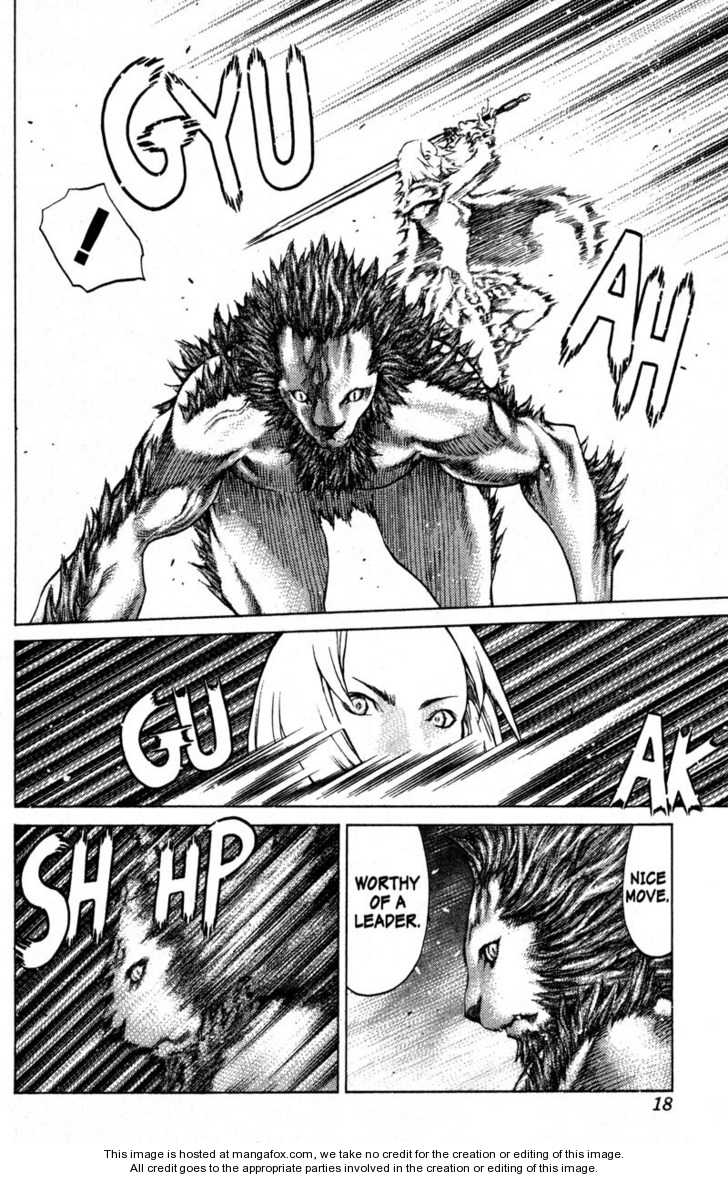 GYU
!
AH
GU
AK
NICE
MOVE.
WORTHY
OF A
LEADER.
SHHP
18
This image is hosted at mangafox.com, we take no credit for the creation or editing of this image.
All credit goes to the appropriate parties involved in the creation or editing of this image.